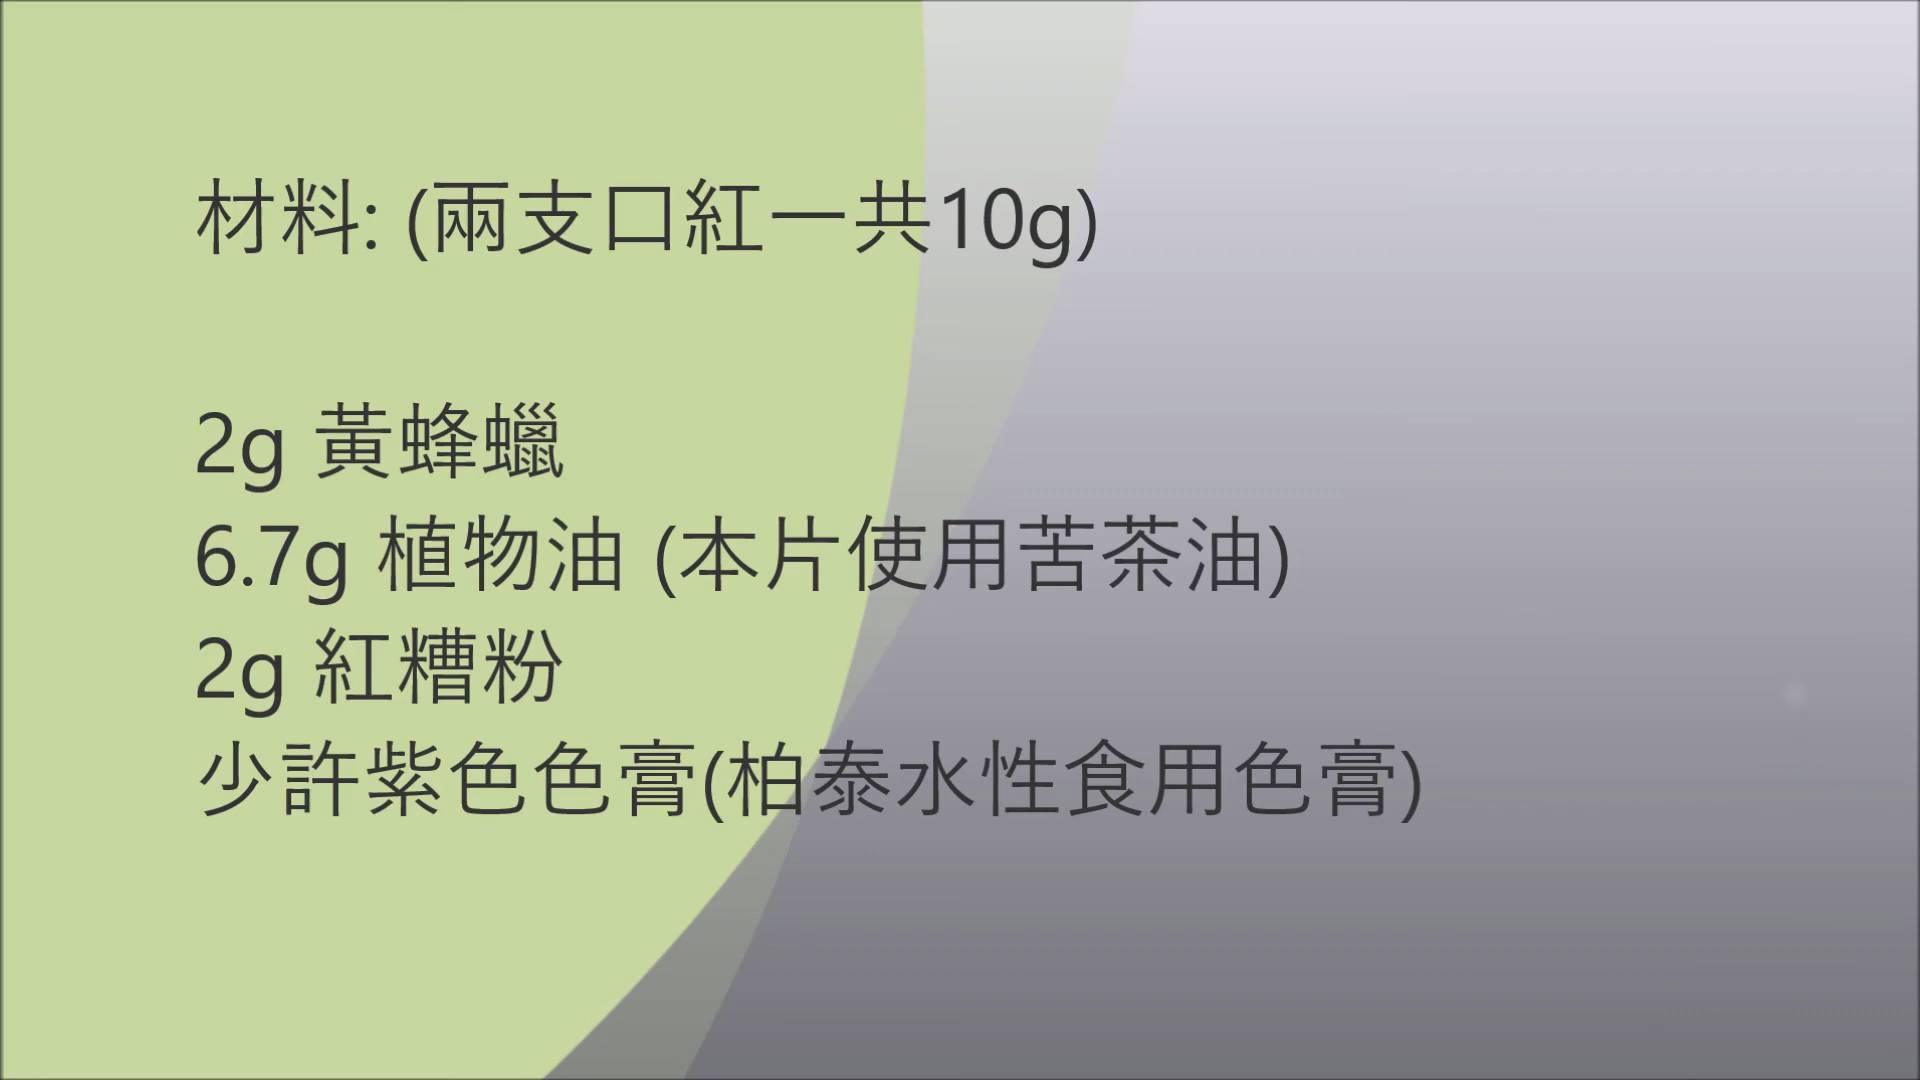 材料: (兩支口紅一共10g)
2g 黃蜂蠟
6.7g 植物油 (本片使用苦茶油)
2g 紅糟粉
少許紫色色膏(柏泰水性食用色膏)